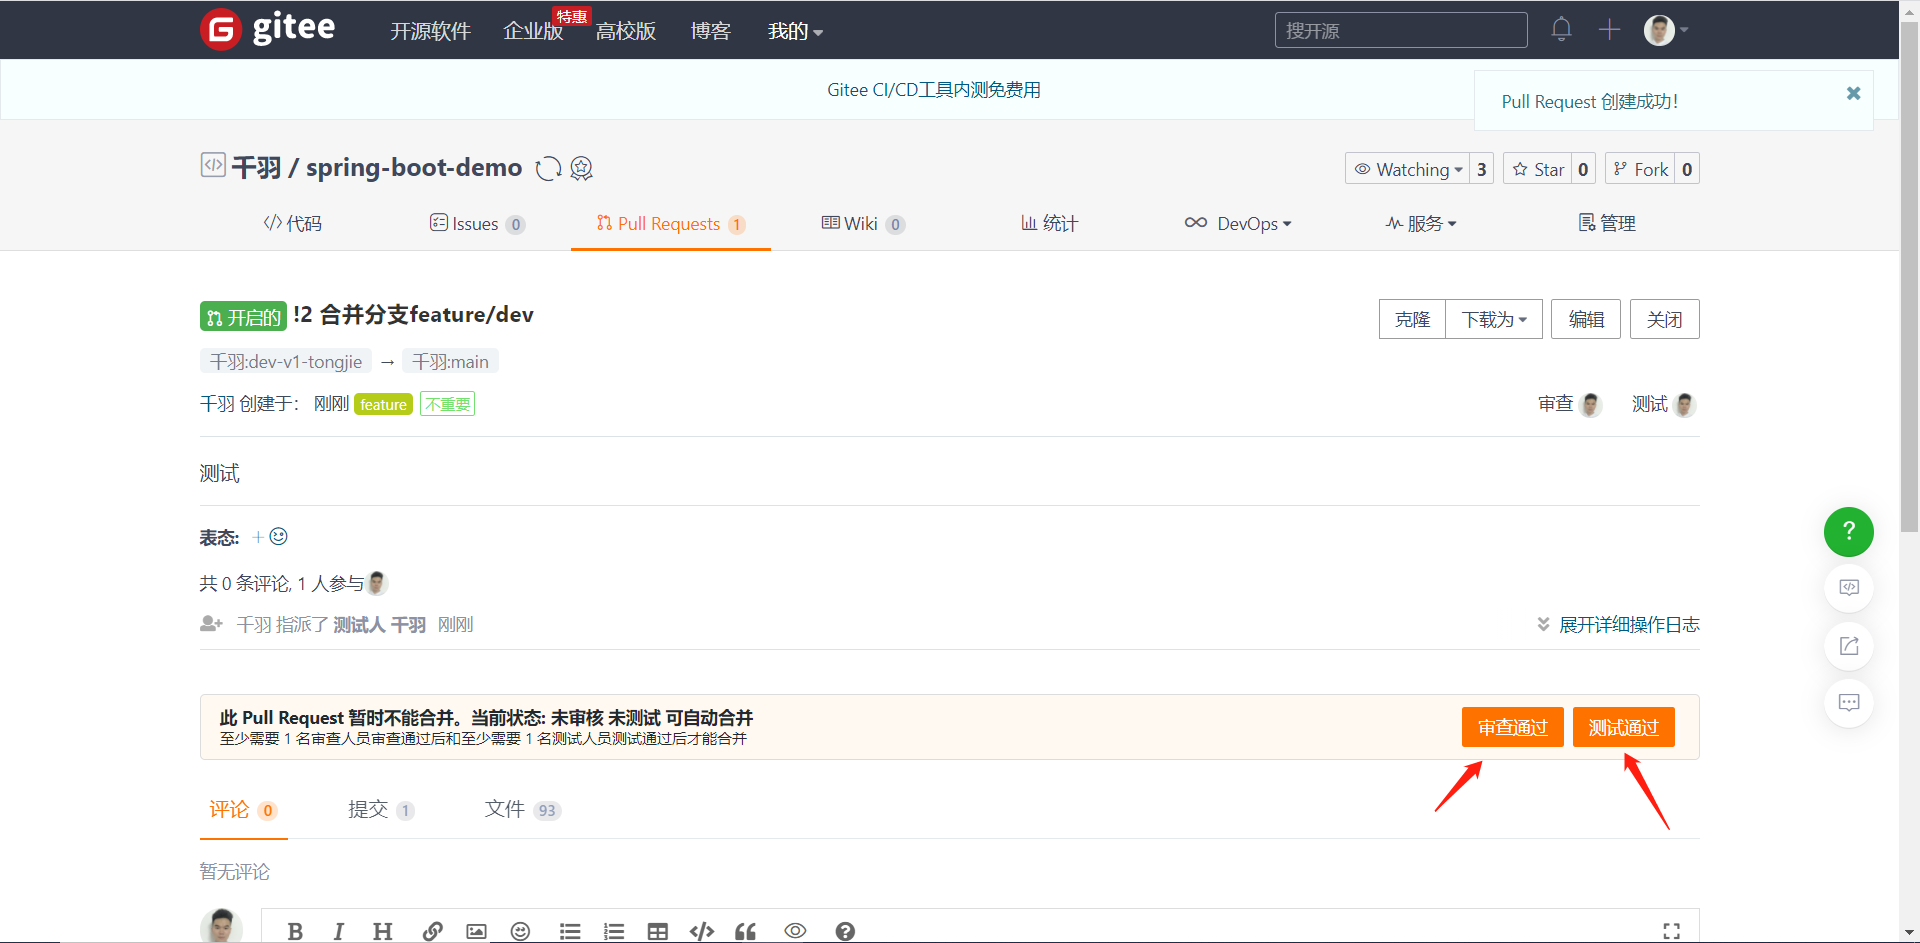 gitee 开源软件 企业版 特惠 高校版 博客 我的 搜开源
Gitee CI/CD工具内测免费用
Pull Request 创建成功！
千羽 / spring-boot-demo
Watching 3 Star 0 Fork 0
代码 Issues 0 Pull Requests 1 Wiki 0 统计 DevOps 服务 管理
开启的 !2 合并分支feature/dev
克隆 下载为 编辑 关闭
千羽:dev-v1-tongjie → 千羽:main
千羽 创建于： 刚刚 feature 不重要
审查 测试
测试
表态:
共 0 条评论, 1 人参与
千羽 指派了 测试人 千羽 刚刚
展开详细操作日志
此 Pull Request 暂时不能合并。当前状态: 未审核 未测试 可自动合并
至少需要 1 名审查人员审查通过后和至少需要 1 名测试人员测试通过后才能合并
审查通过 测试通过
评论 0 提交 1 文件 93
暂无评论